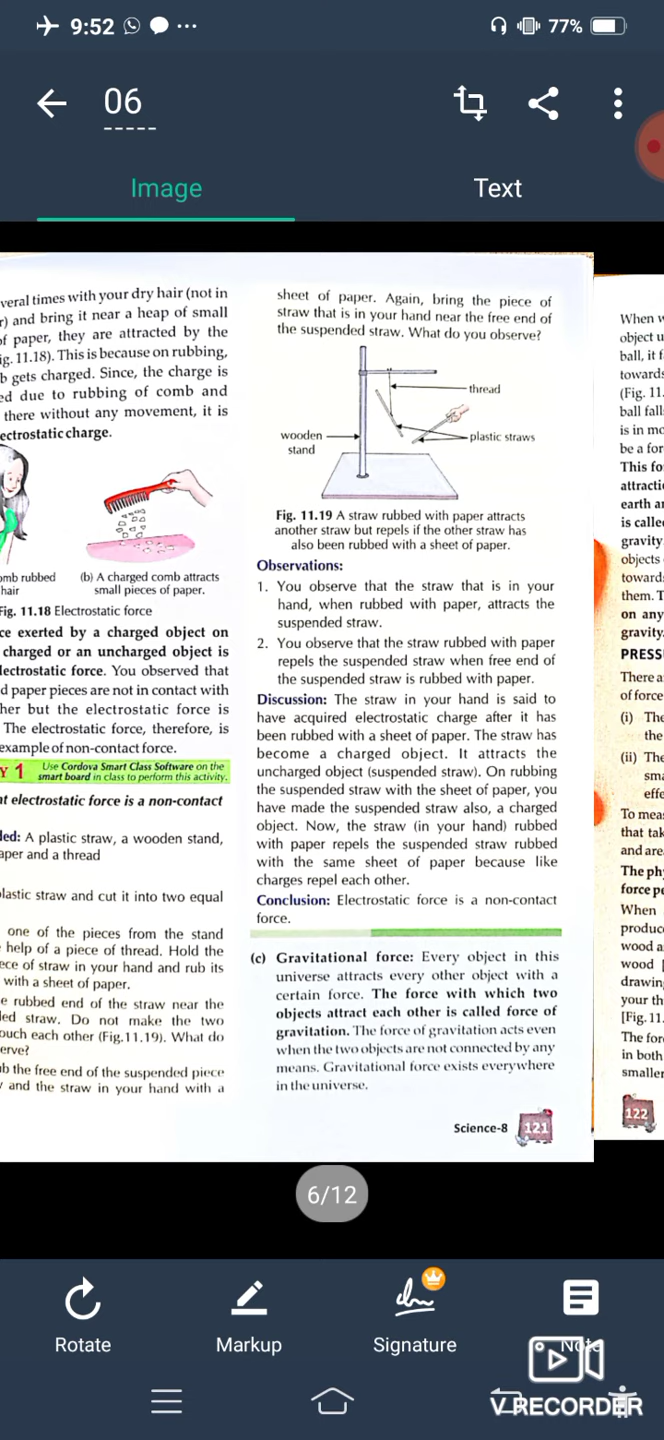 9:52
77%
06
Image
Text
veral times with your dry hair (not in
r) and bring it near a heap of small
of paper, they are attracted by the
ig. 11.18). This is because on rubbing,
b gets charged. Since, the charge is
ed due to rubbing of comb and
there without any movement, it is
ectrostatic charge.
omb rubbed
hair
(b) A charged comb attracts
small pieces of paper.
Fig. 11.18 Electrostatic force
ce exerted by a charged object on
charged or an uncharged object is
lectrostatic force. You observed that
d paper pieces are not in contact with
her but the electrostatic force is
The electrostatic force, therefore, is
example of non-contact force.
Y 1 Use Cordova Smart Class Software on the
smart board in class to perform this activity.
at electrostatic force is a non-contact
ded: A plastic straw, a wooden stand,
aper and a thread
plastic straw and cut it into two equal
one of the pieces from the stand
help of a piece of thread. Hold the
ece of straw in your hand and rub its
with a sheet of paper.
e rubbed end of the straw near the
led straw. Do not make the two
ouch each other (Fig.11.19). What do
erve?
ub the free end of the suspended piece
and the straw in your hand with a
sheet of paper. Again, bring the piece of
straw that is in your hand near the free end of
the suspended straw. What do you observe?
thread
wooden
stand
plastic straws
Fig. 11.19 A straw rubbed with paper attracts
another straw but repels if the other straw has
also been rubbed with a sheet of paper.
Observations:
1. You observe that the straw that is in your
hand, when rubbed with paper, attracts the
suspended straw.
2. You observe that the straw rubbed with paper
repels the suspended straw when free end of
the suspended straw is rubbed with paper.
Discussion: The straw in your hand is said to
have acquired electrostatic charge after it has
been rubbed with a sheet of paper. The straw has
become a charged object. It attracts the
uncharged object (suspended straw). On rubbing
the suspended straw with the sheet of paper, you
have made the suspended straw also, a charged
object. Now, the straw (in your hand) rubbed
with paper repels the suspended straw rubbed
with the same sheet of paper because like
charges repel each other.
Conclusion: Electrostatic force is a non-contact
force.
(c) Gravitational force: Every object in this
universe attracts every other object with a
certain force. The force with which two
objects attract each other is called force of
gravitation. The force of gravitation acts even
when the two objects are not connected by any
means. Gravitational force exists everywhere
in the universe.
Science-8 121
When w
object u
ball, it f
towards
(Fig. 11.
ball fall
is in mo
be a for
This fo
attracti
earth a
is calle
gravity
objects
toward
them. T
on any
gravity.
PRESS
There a
of force
(i) The
the
(ii) The
sma
effe
To mea
that tak
and are
The ph
force pe
When
produc
wood a
wood [
drawin
your th
[Fig. 11.
The for
in both
smaller
122
6/12
Rotate
Markup
Signature
Note
V RECORDER